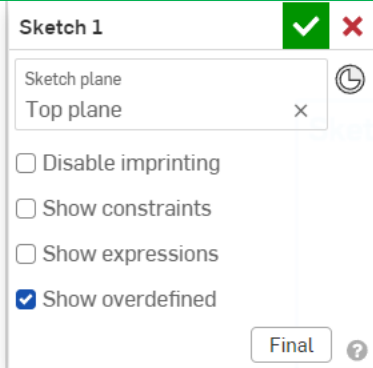 Sketch 1
Sketch plane
Top plane
Disable imprinting
Show constraints
Show expressions
Show overdefined
Final
?